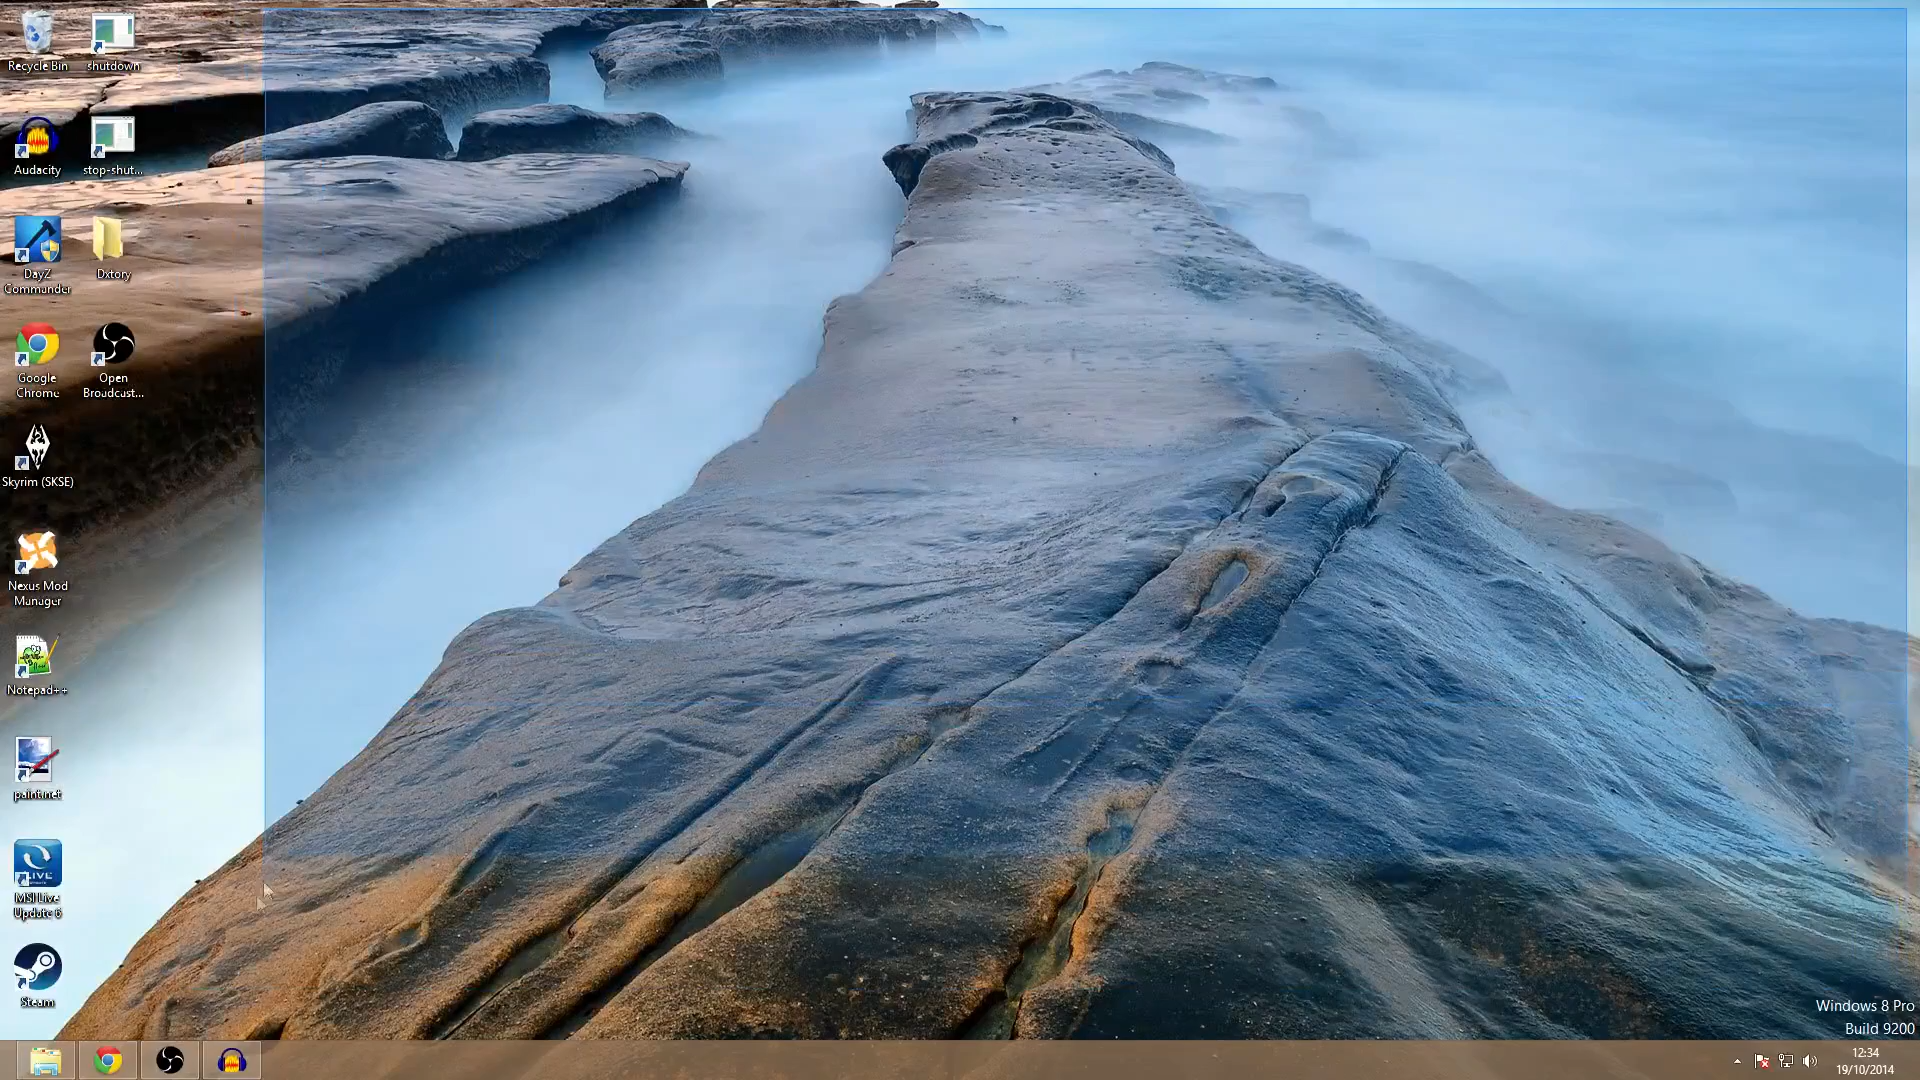 Recycle Bin
shutdown
Audacity
stop-shut...
DayZ
Commander
Dxtory
Google
Chrome
Open
Broadcast...
Skyrim (SKSE)
Nexus Mod
Manager
Notepad++
paint.net
LIVE
MSI Live
Update 6
Steam
Windows 8 Pro
Build 9200
12:34
19/10/2014